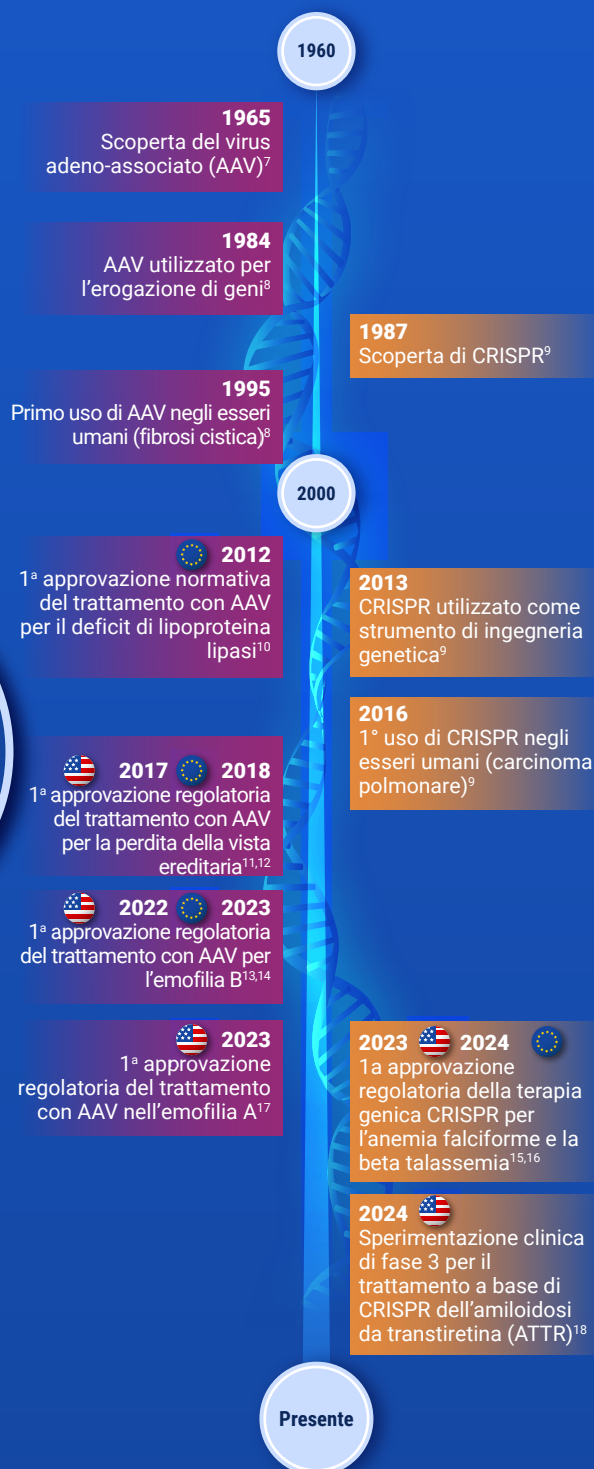 1960
1965
Scoperta del virus
adeno-associato (AAV)⁷
1984
AAV utilizzato per
l'erogazione di geni⁸
1987
Scoperta di CRISPR⁹
1995
Primo uso di AAV negli esseri
umani (fibrosi cistica)⁸
2000
2012
1ª approvazione normativa
del trattamento con AAV
per il deficit di lipoproteina
lipasi¹⁰
2013
CRISPR utilizzato come
strumento di ingegneria
genetica⁹
2016
1° uso di CRISPR negli
esseri umani (carcinoma
polmonare)⁹
2017 2018
1ª approvazione regolatoria
del trattamento con AAV
per la perdita della vista
ereditaria¹¹,¹²
2022 2023
1ª approvazione regolatoria
del trattamento con AAV per
l'emofilia B¹³,¹⁴
2023
1ª approvazione
regolatoria del trattamento
con AAV nell'emofilia A¹⁷
2023 2024
1a approvazione
regolatoria della terapia
genica CRISPR per
l'anemia falciforme e la
beta talassemia¹⁵,¹⁶
2024
Sperimentazione clinica
di fase 3 per il
trattamento a base di
CRISPR dell'amiloidosi
da transtiretina (ATTR)¹⁸
Presente